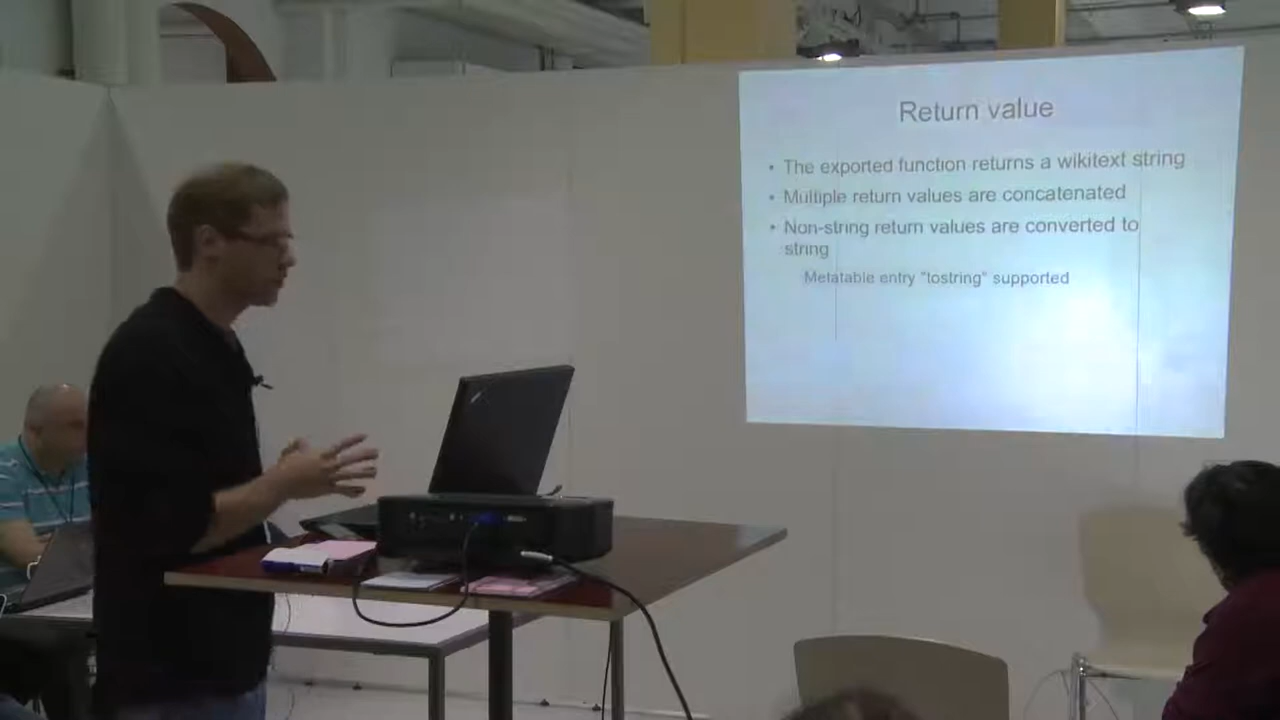 Return value
• The exported function returns a wikitext string
• Multiple return values are concatenated
• Non-string return values are converted to
string
Metatable entry "tostring" supported